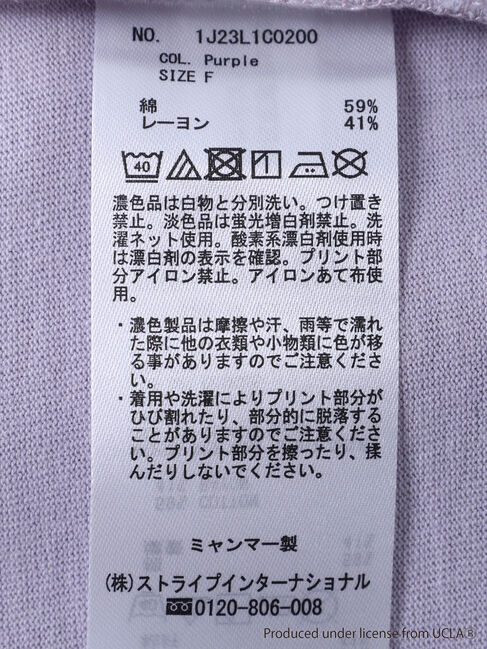 NO. 1J23L1C0200
COL. Purple
SIZE F
綿 59%
レーヨン 41%
40
濃色品は白物と分別洗い。つけ置き
禁止。淡色品は蛍光増白剤禁止。洗
濯ネット使用。酸素系漂白剤使用時
は漂白剤の表示を確認。プリント部
分アイロン禁止。アイロンあて布使
用。
・濃色製品は摩擦や汗、雨等で濡れ
た際に他の衣類や小物類に色が移
る事がありますのでご注意くださ
い。
・着用や洗濯によりプリント部分が
ひび割れたり、部分的に脱落する
ことがありますのでご注意くださ
い。プリント部分を擦ったり、揉
んだりしないでください。
ミャンマー製
(株)ストライプインターナショナル
0120-806-008
Produced under license from UCLA®